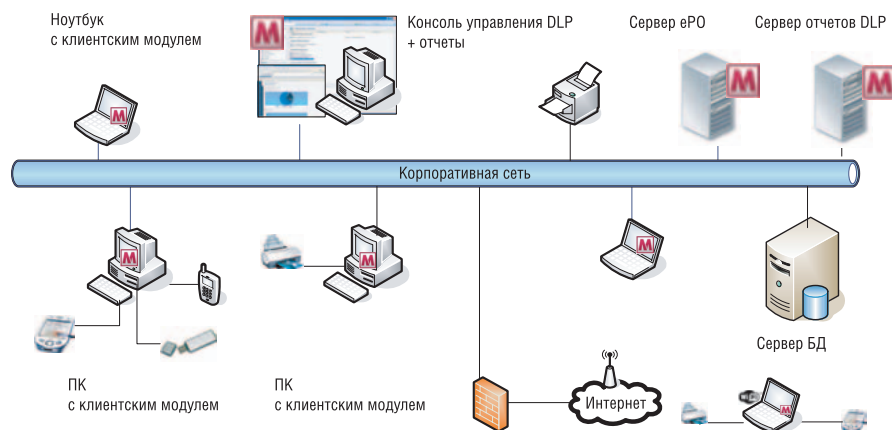 Ноутбук
с клиентским модулем
Консоль управления DLP
+ отчеты
Сервер ePO
Сервер отчетов DLP
M
M
M
M
Корпоративная сеть
M
M
M
Сервер БД
ПК
с клиентским модулем
ПК
с клиентским модулем
Интернет
M